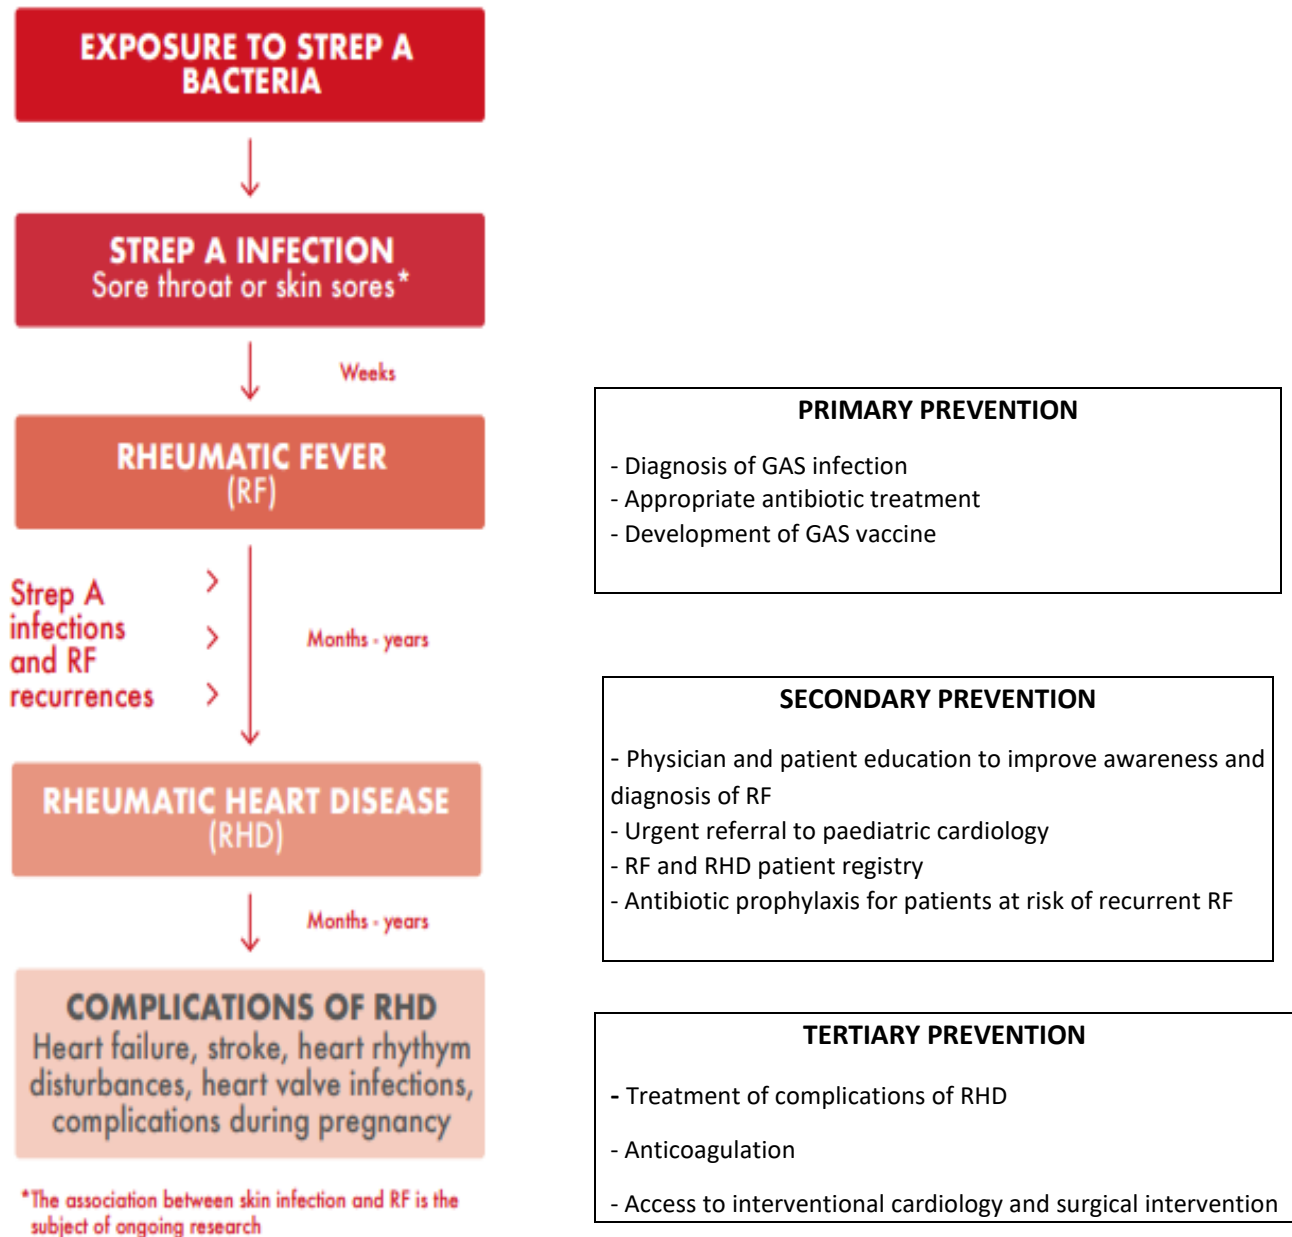 EXPOSURE TO STREP A
BACTERIA
STREP A INFECTION
Sore throat or skin sores*
Weeks
RHEUMATIC FEVER
(RF)
Strep A
infections
and RF
recurrences
>
>
>
Months - years
RHEUMATIC HEART DISEASE
(RHD)
Months - years
COMPLICATIONS OF RHD
Heart failure, stroke, heart rhythym
disturbances, heart valve infections,
complications during pregnancy
*The association between skin infection and RF is the
subject of ongoing research
PRIMARY PREVENTION
- Diagnosis of GAS infection
- Appropriate antibiotic treatment
- Development of GAS vaccine
SECONDARY PREVENTION
- Physician and patient education to improve awareness and
diagnosis of RF
- Urgent referral to paediatric cardiology
- RF and RHD patient registry
- Antibiotic prophylaxis for patients at risk of recurrent RF
TERTIARY PREVENTION
- Treatment of complications of RHD
- Anticoagulation
- Access to interventional cardiology and surgical intervention